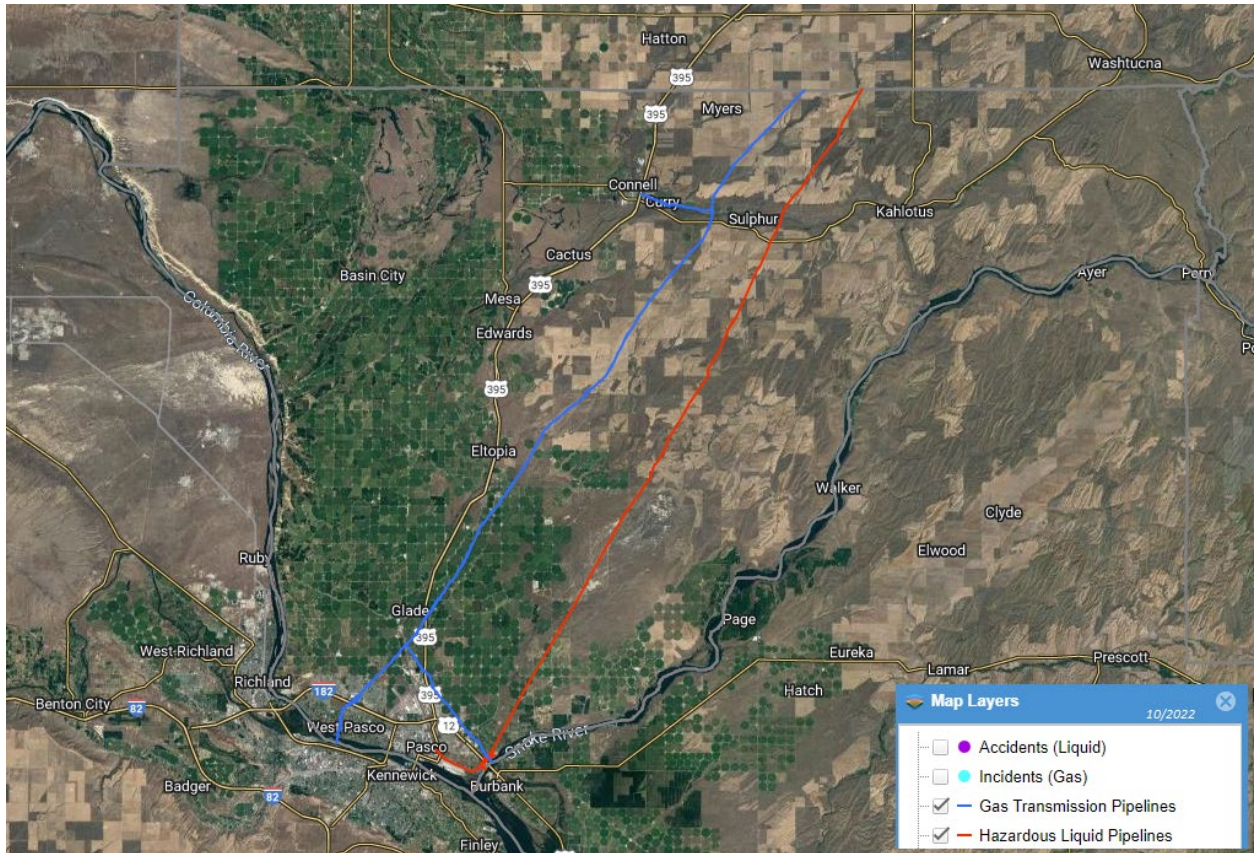 Hatton
395
Washtucna
Myers
Connell
Curry
Sulphur
Kahlotus
Cactus
Basin City
Ayer
Perry
395
Mesa
Columbia River
Edwards
395
Eltopia
Walker
Clyde
Elwood
Ruby
Glade
Page
395
West Richland
Eureka
Prescott
Lamar
Richland
182
Hatch
Benton City
82
395
12
West Pasco
Snake River
Pasco
Kennewick
Burbank
Badger
82
Finley
Map Layers
10/2022
Accidents (Liquid)
Incidents (Gas)
Gas Transmission Pipelines
Hazardous Liquid Pipelines